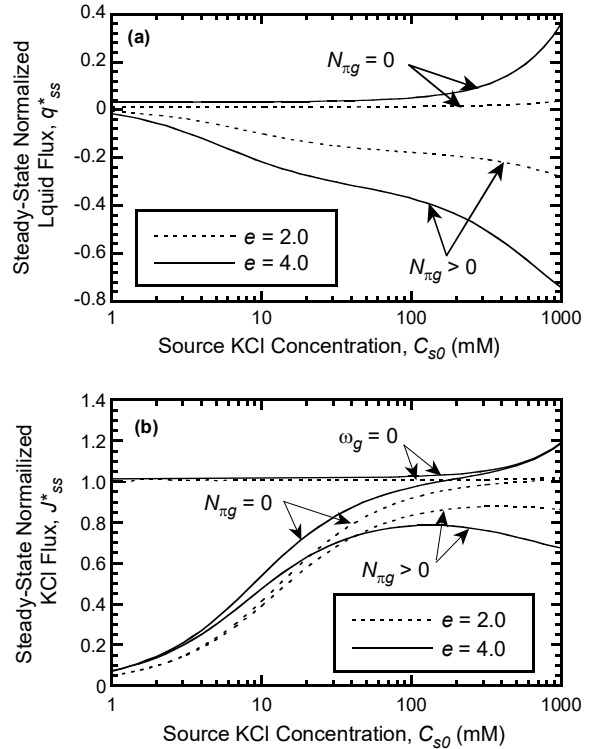 0.4
(a)
Nπg = 0
0.2
0
-0.2
-0.4
-0.6
-0.8
Steady-State Normalized
Lquid Flux, q*ss
e = 2.0
e = 4.0
Nπg > 0
1
10
100
1000
Source KCl Concentration, Cs0 (mM)
1.4
(b)
ωg = 0
1.2
1.0
Nπg = 0
0.8
0.6
0.4
0.2
0
Steady-State Normailized
KCl Flux, J*ss
Nπg > 0
e = 2.0
e = 4.0
1
10
100
1000
Source KCl Concentration, Cs0 (mM)